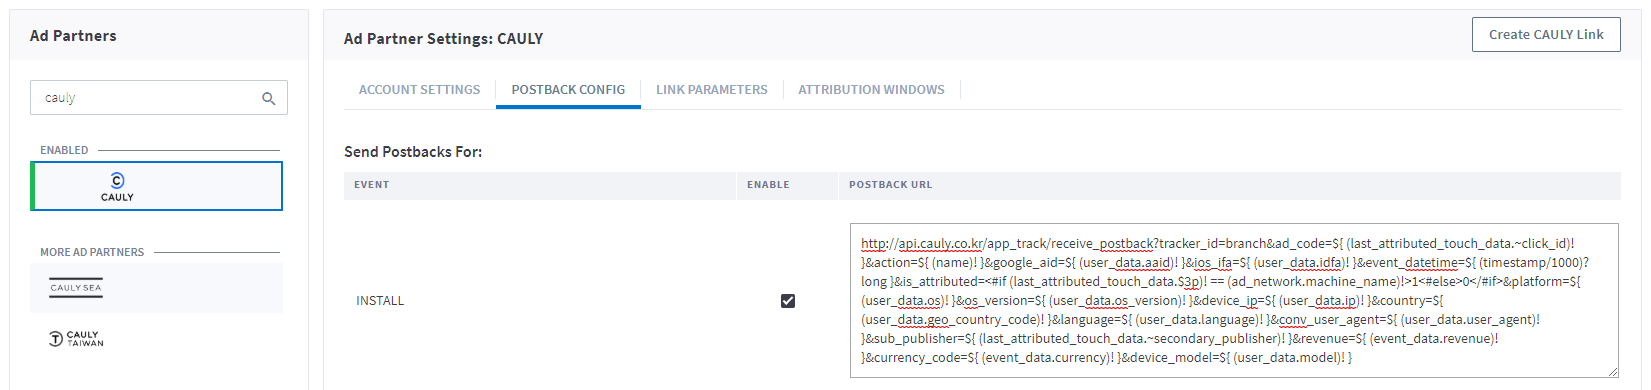 Ad Partners
cauly
ENABLED
CAULY
MORE AD PARTNERS
CAULY SEA
CAULY
TAIWAN
Ad Partner Settings: CAULY
Create CAULY Link
ACCOUNT SETTINGS
POSTBACK CONFIG
LINK PARAMETERS
ATTRIBUTION WINDOWS
Send Postbacks For:
EVENT
ENABLE
POSTBACK URL
INSTALL
http://api.cauly.co.kr/app_track/receive_postback?tracker_id=branch&ad_code=${ (last_attributed_touch_data.~click_id)!
}&action=${ (name)! }&google_aid=${ (user_data.aaid)! }&ios_ifa=${ (user_data.idfa)! }&event_datetime=${ (timestamp/1000)?
long }&is_attributed=<#if (last_attributed_touch_data.$3p)! == (ad_network.machine_name)!>1<#else>0</#if>&platform=${
(user_data.os)! }&os_version=${ (user_data.os_version)! }&device_ip=${ (user_data.ip)! }&country=${
(user_data.geo_country_code)! }&language=${ (user_data.language)! }&conv_user_agent=${ (user_data.user_agent)!
}&sub_publisher=${ (last_attributed_touch_data.~secondary_publisher)! }&revenue=${ (event_data.revenue)!
}&currency_code=${ (event_data.currency)! }&device_model=${ (user_data.model)! }